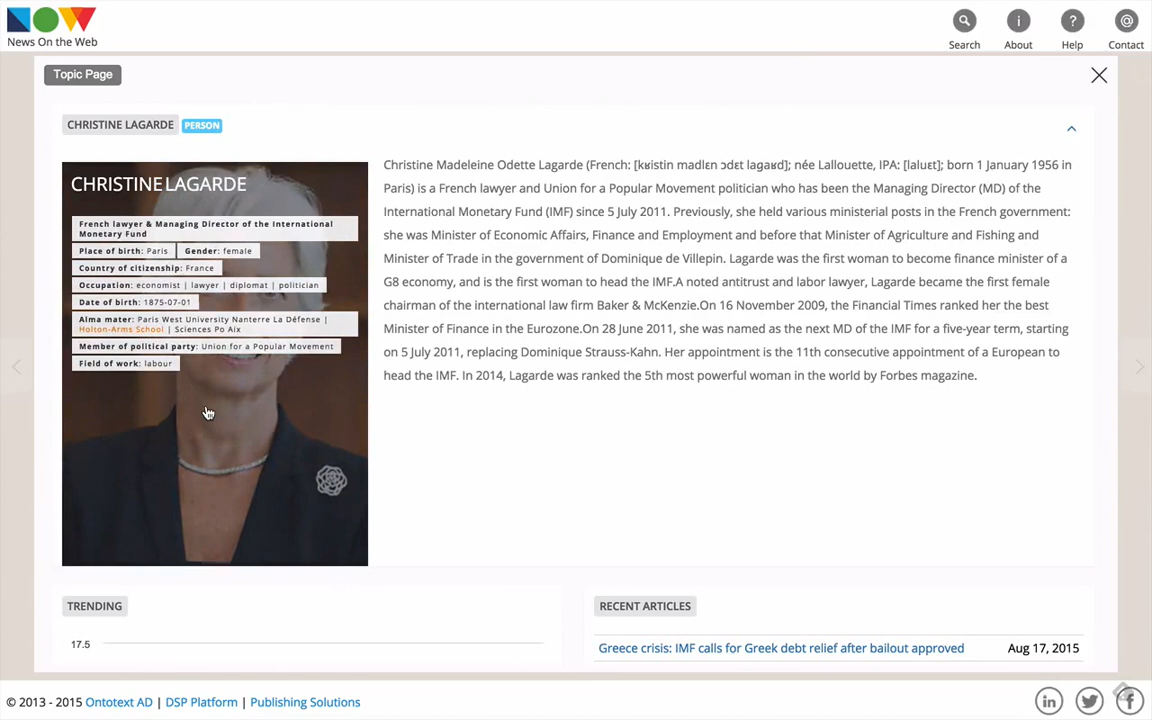 News On the Web
Search
About
Help
Contact
Topic Page
CHRISTINE LAGARDE PERSON
CHRISTINE LAGARDE
French lawyer & Managing Director of the International
Monetary Fund
Place of birth: Paris Gender: female
Country of citizenship: France
Occupation: economist | lawyer | diplomat | politician
Date of birth: 1875-07-01
Alma mater: Paris West University Nanterre La Défense |
Holton-Arms School | Sciences Po Aix
Member of political party: Union for a Popular Movement
Field of work: labour
Christine Madeleine Odette Lagarde (French: [kʁistin madlɛn ɔdɛt lagaʁd]; née Lallouette, IPA: [laluɛt]; born 1 January 1956 in
Paris) is a French lawyer and Union for a Popular Movement politician who has been the Managing Director (MD) of the
International Monetary Fund (IMF) since 5 July 2011. Previously, she held various ministerial posts in the French government:
she was Minister of Economic Affairs, Finance and Employment and before that Minister of Agriculture and Fishing and
Minister of Trade in the government of Dominique de Villepin. Lagarde was the first woman to become finance minister of a
G8 economy, and is the first woman to head the IMF.A noted antitrust and labor lawyer, Lagarde became the first female
chairman of the international law firm Baker & McKenzie.On 16 November 2009, the Financial Times ranked her the best
Minister of Finance in the Eurozone.On 28 June 2011, she was named as the next MD of the IMF for a five-year term, starting
on 5 July 2011, replacing Dominique Strauss-Kahn. Her appointment is the 11th consecutive appointment of a European to
head the IMF. In 2014, Lagarde was ranked the 5th most powerful woman in the world by Forbes magazine.
TRENDING
17.5
RECENT ARTICLES
Greece crisis: IMF calls for Greek debt relief after bailout approved Aug 17, 2015
© 2013 - 2015 Ontotext AD | DSP Platform | Publishing Solutions